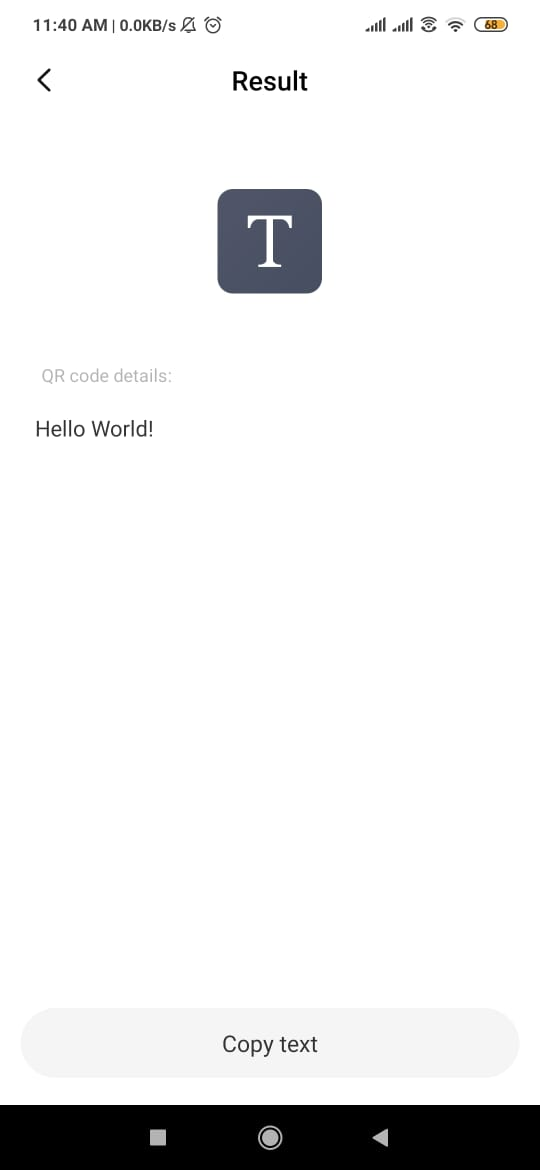 11:40 AM | 0.0KB/s 68
Result
T
QR code details:
Hello World!
Copy text